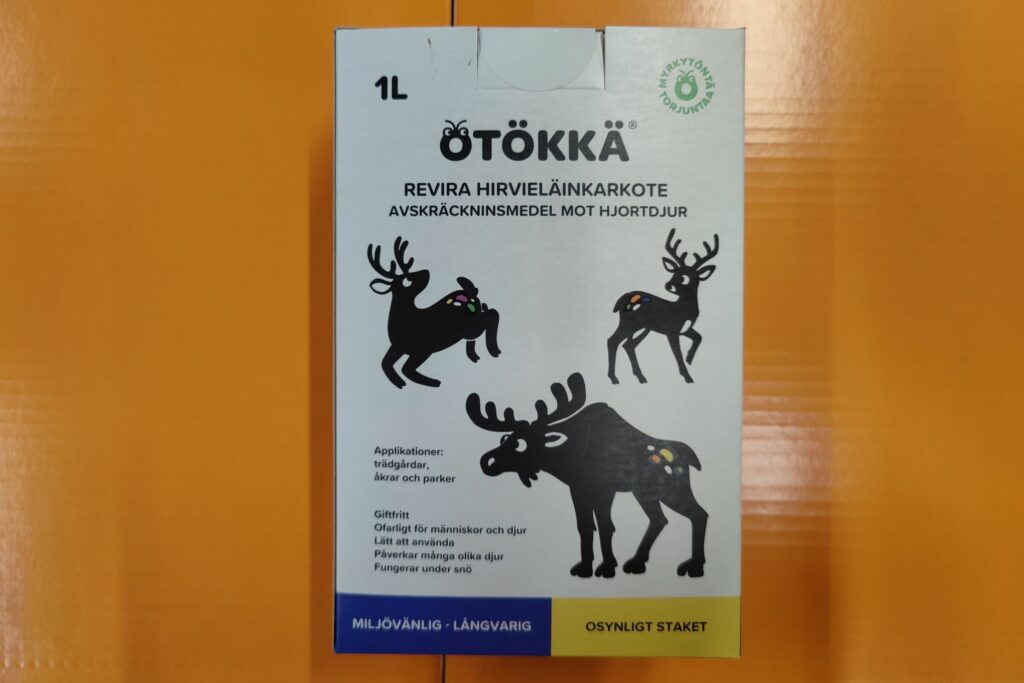 1L
MYRKYTÖNTÄ
TORJUNTAA
ÖTÖKKÄ®
REVIRA HIRVIELÄINKARKOTE
AVSKRÄCKNINSMEDEL MOT HJORTDJUR
Applikationer:
trädgårdar,
åkrar och parker
Giftfritt
Ofarligt för människor och djur
Lätt att använda
Påverkar många olika djur
Fungerar under snö
MILJÖVÄNLIG - LÅNGVARIG
OSYNLIGT STAKET